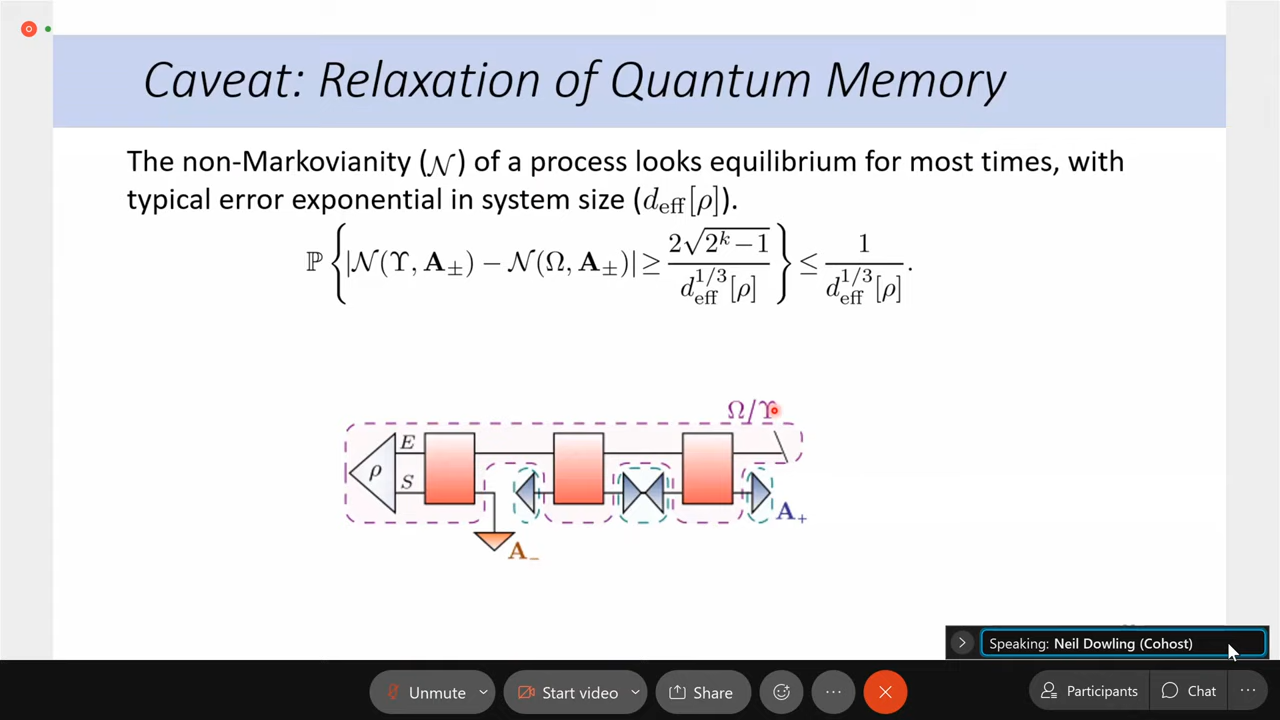 Caveat: Relaxation of Quantum Memory
The non-Markovianity (𝒩) of a process looks equilibrium for most times, with
typical error exponential in system size (d_eff[ρ]).
ℙ{|𝒩(ϒ, A±) − 𝒩(Ω, A±)| ≥ 2√(2^k − 1) / d_eff^{1/3}[ρ]} ≤ 1 / d_eff^{1/3}[ρ].
Ω/ϒ
E
ρ
S
A₊
A₋
Speaking: Neil Dowling (Cohost)
Unmute
Start video
Share
Participants
Chat